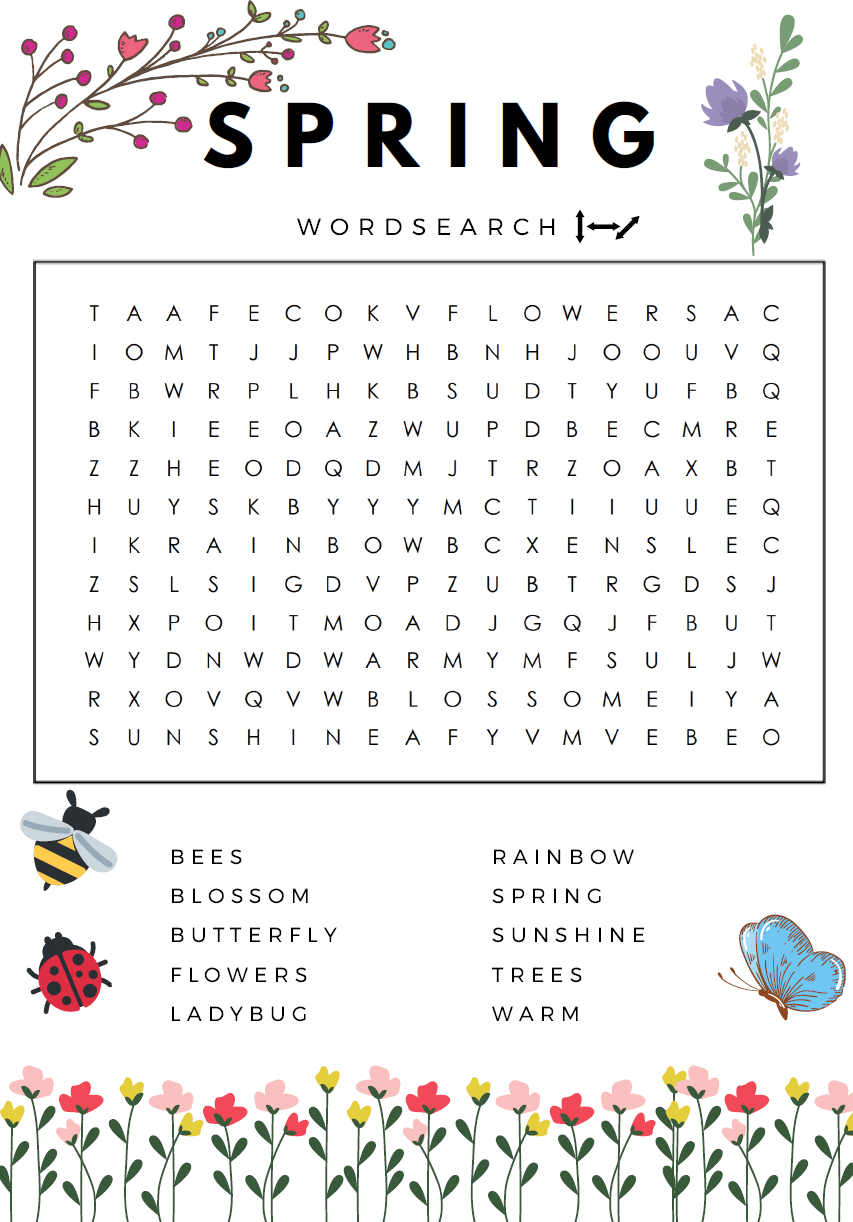 SPRING
WORDSEARCH
T A A F E C O K V F L O W E R S A C
I O M T J J P W H B N H J O O U V Q
F B W R P L H K B S U D T Y U F B Q
B K I E E O A Z W U P D B E C M R E
Z Z H E O D Q D M J T R Z O A X B T
H U Y S K B Y Y Y M C T I I U U E Q
I K R A I N B O W B C X E N S L E C
Z S L S I G D V P Z U B T R G D S J
H X P O I T M O A D J G Q J F B U T
W Y D N W D W A R M Y M F S U L J W
R X O V Q V W B L O S S O M E I Y A
S U N S H I N E A F Y V M V E B E O
BEES RAINBOW
BLOSSOM SPRING
BUTTERFLY SUNSHINE
FLOWERS TREES
LADYBUG WARM